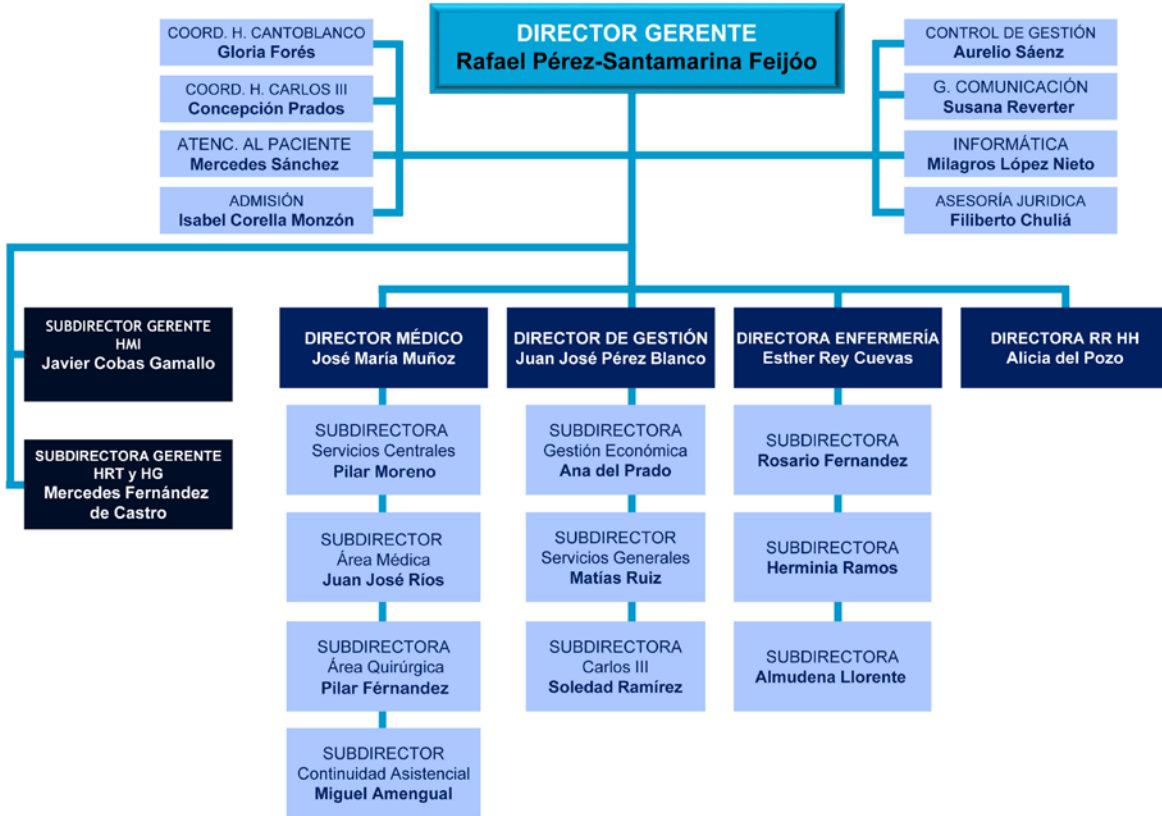 DIRECTOR GERENTE
Rafael Pérez-Santamarina Feijóo
COORD. H. CANTOBLANCO
Gloria Forés
COORD. H. CARLOS III
Concepción Prados
ATENC. AL PACIENTE
Mercedes Sánchez
ADMISIÓN
Isabel Corella Monzón
CONTROL DE GESTIÓN
Aurelio Sáenz
G. COMUNICACIÓN
Susana Reverter
INFORMÁTICA
Milagros López Nieto
ASESORÍA JURIDICA
Filiberto Chuliá
SUBDIRECTOR GERENTE
HMI
Javier Cobas Gamallo
SUBDIRECTORA GERENTE
HRT y HG
Mercedes Fernández
de Castro
DIRECTOR MÉDICO
José María Muñoz
SUBDIRECTORA
Servicios Centrales
Pilar Moreno
SUBDIRECTOR
Área Médica
Juan José Ríos
SUBDIRECTORA
Área Quirúrgica
Pilar Férnandez
SUBDIRECTOR
Continuidad Asistencial
Miguel Amengual
DIRECTOR DE GESTIÓN
Juan José Pérez Blanco
SUBDIRECTORA
Gestión Económica
Ana del Prado
SUBDIRECTOR
Servicios Generales
Matías Ruiz
SUBDIRECTORA
Carlos III
Soledad Ramírez
DIRECTORA ENFERMERÍA
Esther Rey Cuevas
SUBDIRECTORA
Rosario Fernandez
SUBDIRECTORA
Herminia Ramos
SUBDIRECTORA
Almudena Llorente
DIRECTORA RR HH
Alicia del Pozo